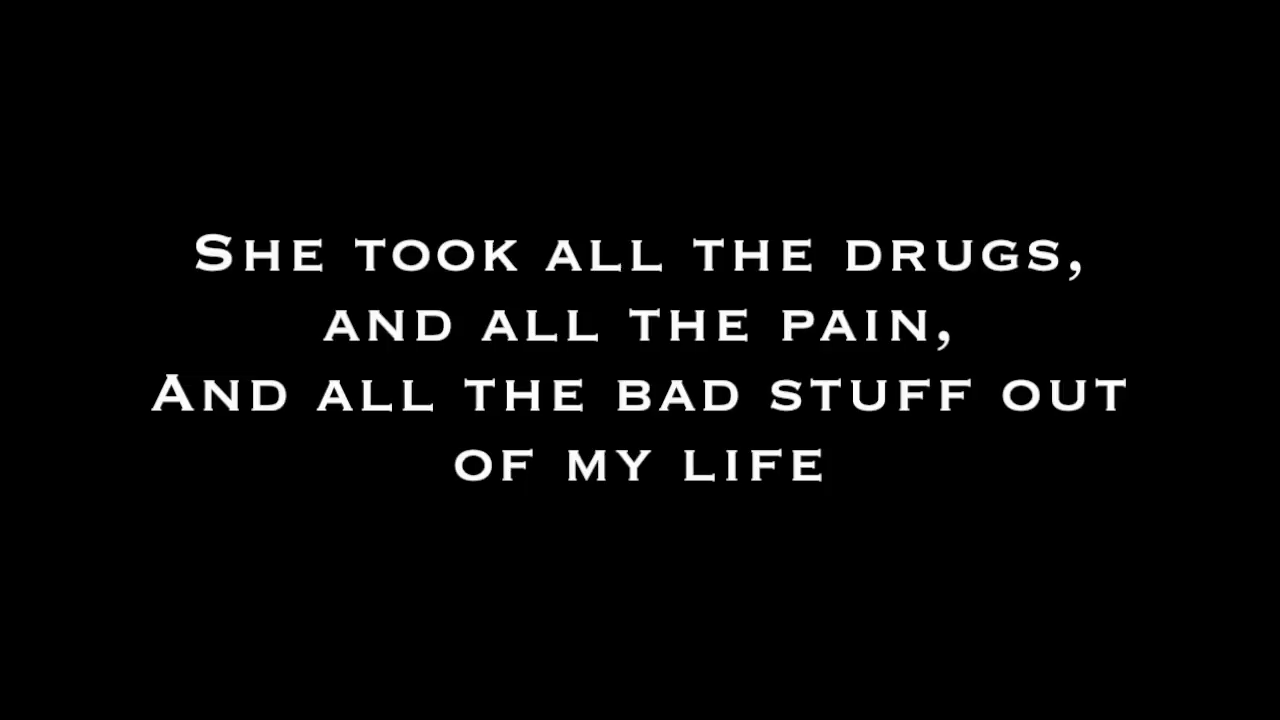 She took all the drugs,
and all the pain,
And all the bad stuff out
of my life